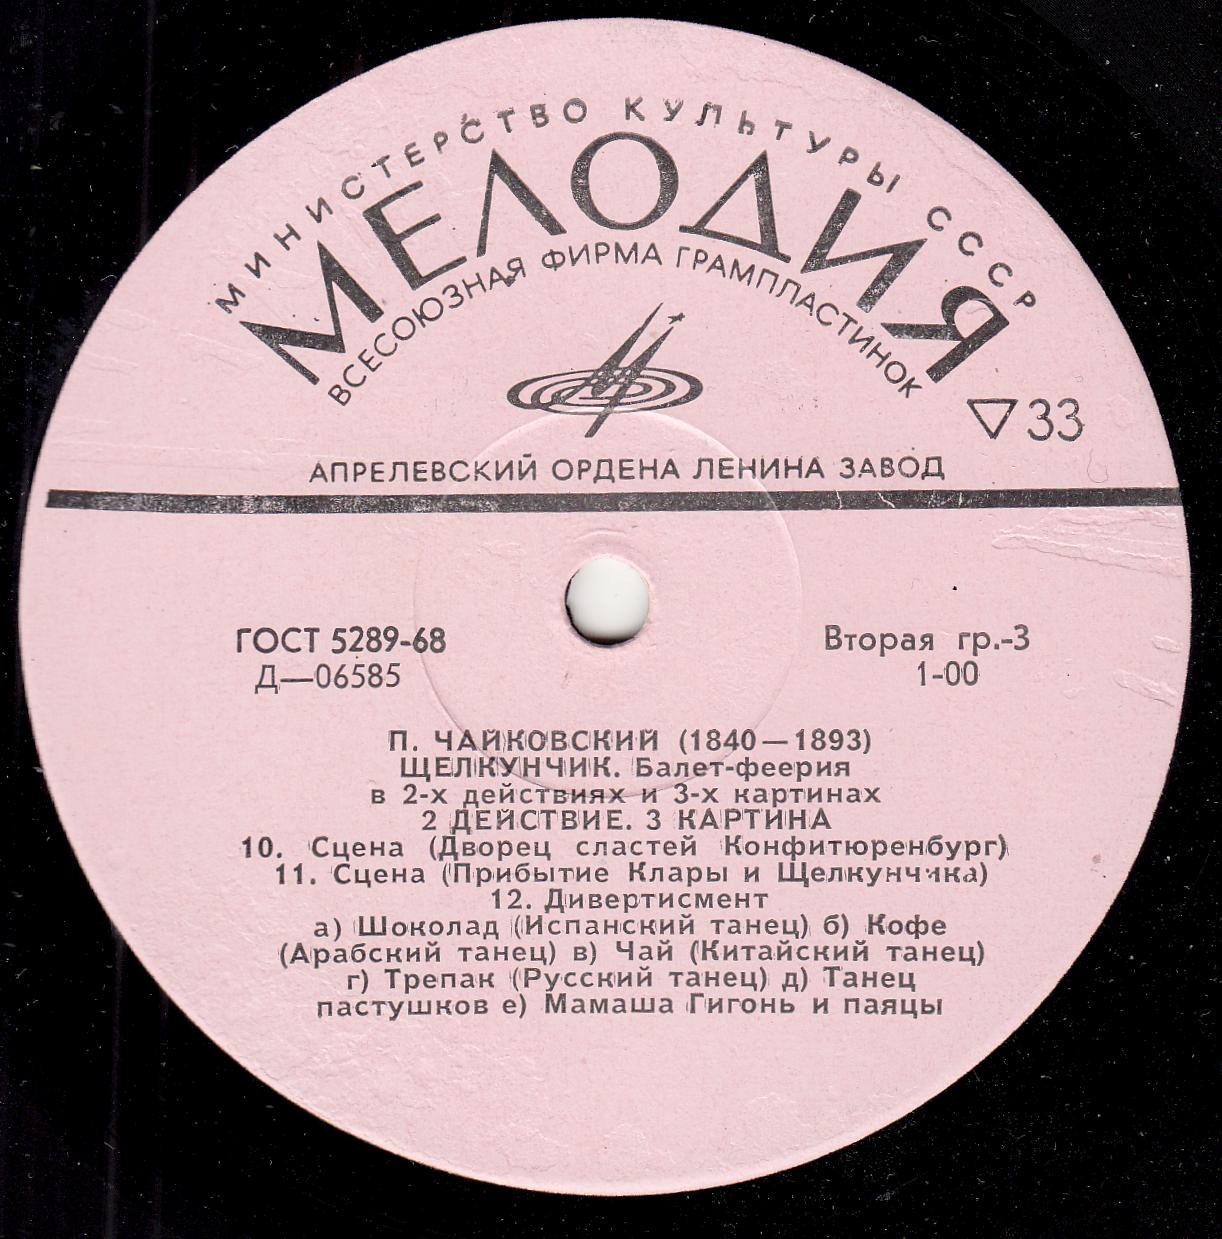 МИНИСТЕРСТВО КУЛЬТУРЫ СССР
МЕЛОДИЯ
ВСЕСОЮЗНАЯ ФИРМА ГРАМПЛАСТИНОК
▽33
АПРЕЛЕВСКИЙ ОРДЕНА ЛЕНИНА ЗАВОД
ГОСТ 5289-68 Вторая гр.-3
Д—06585 1-00
П. ЧАЙКОВСКИЙ (1840—1893)
ЩЕЛКУНЧИК. Балет-феерия
в 2-х действиях и 3-х картинах
2 ДЕЙСТВИЕ. 3 КАРТИНА
10. Сцена (Дворец сластей Конфитюренбург)
11. Сцена (Прибытие Клары и Щелкунчика)
12. Дивертисмент
а) Шоколад (Испанский танец) б) Кофе
(Арабский танец) в) Чай (Китайский танец)
г) Трепак (Русский танец) д) Танец
пастушков е) Мамаша Гигонь и паяцы